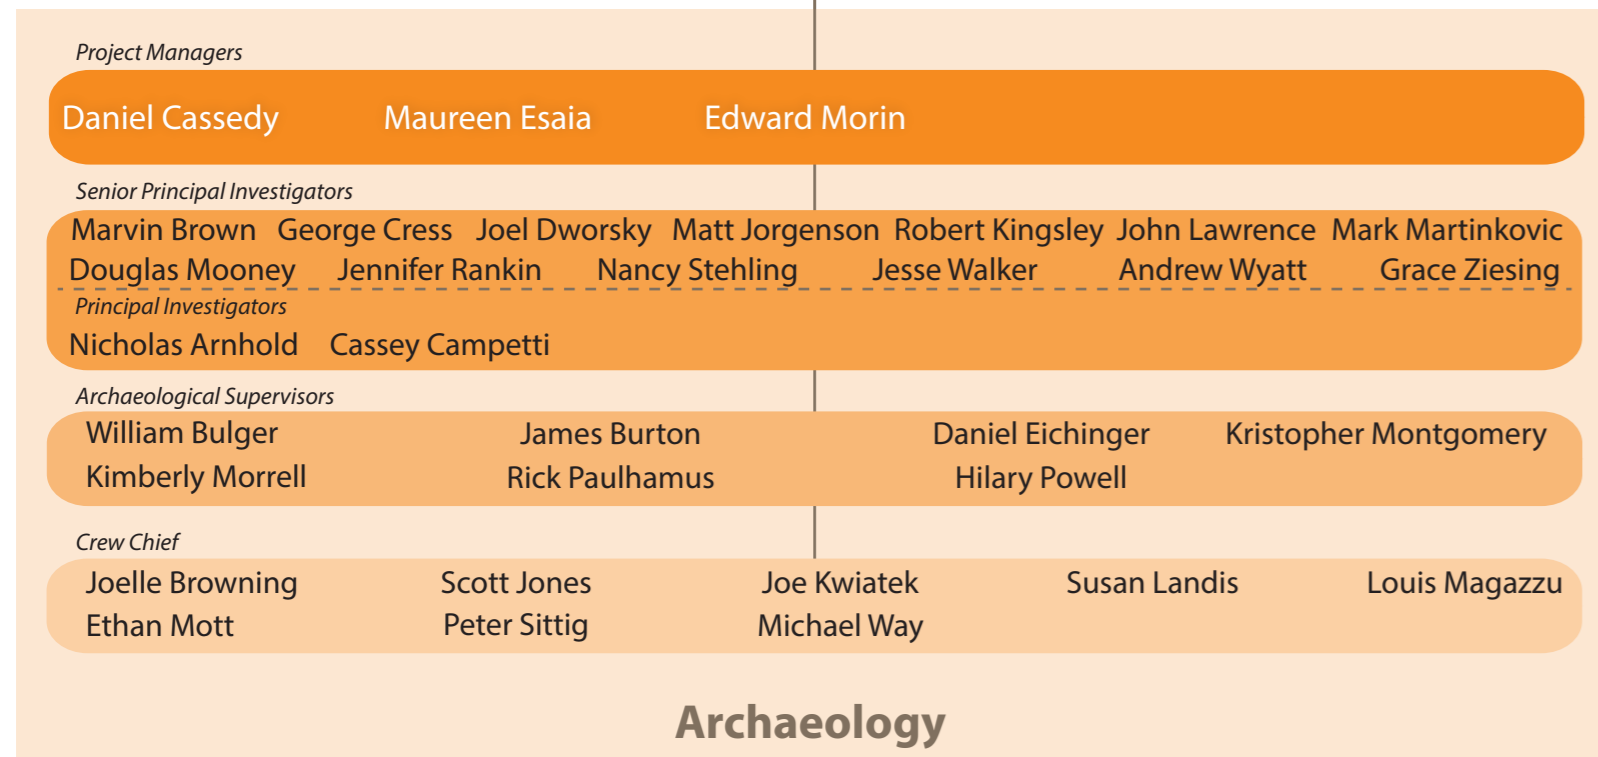 Project Managers
Daniel Cassedy Maureen Esaia Edward Morin
Senior Principal Investigators
Marvin Brown George Cress Joel Dworsky Matt Jorgenson Robert Kingsley John Lawrence Mark Martinkovic
Douglas Mooney Jennifer Rankin Nancy Stehling Jesse Walker Andrew Wyatt Grace Ziesing
Principal Investigators
Nicholas Arnhold Cassey Campetti
Archaeological Supervisors
William Bulger James Burton Daniel Eichinger Kristopher Montgomery
Kimberly Morrell Rick Paulhamus Hilary Powell
Crew Chief
Joelle Browning Scott Jones Joe Kwiatek Susan Landis Louis Magazzu
Ethan Mott Peter Sittig Michael Way
Archaeology